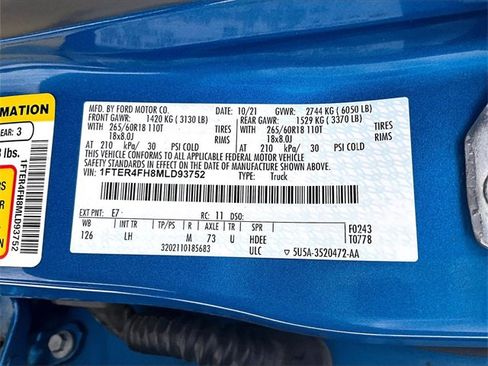 MFD. BY FORD MOTOR CO. 10/21 GVWR: 2744 KG ( 6050 LB)
FRONT GAWR: 1420 KG ( 3130 LB) REAR GAWR: 1529 KG ( 3370 LB)
WITH 265/60R18 110T TIRES WITH 265/60R18 110T TIRES
18x8.0J RIMS 18x8.0J RIMS
AT 210 kPa/ 30 PSI COLD AT 210 kPa/ 30 PSI COLD
THIS VEHICLE CONFORMS TO ALL APPLICABLE FEDERAL MOTOR VEHICLE
SAFETY AND THEFT PREVENTION STANDARDS IN EFFECT ON THE DATE OF MANUFACTURE SHOWN ABOVE.
VIN: 1FTER4FH8MLD93752 TYPE: Truck
EXT PNT: E7 RC: 11 DSO:
WB INT TR TP/PS R AXLE TR SPR F0243
126 LH M 73 U HDEE T0778
3202110185683 ULC 5U5A-3520472-AA
RMATION
EAR: 3
lbs.
1FTER4FH8MLD93752